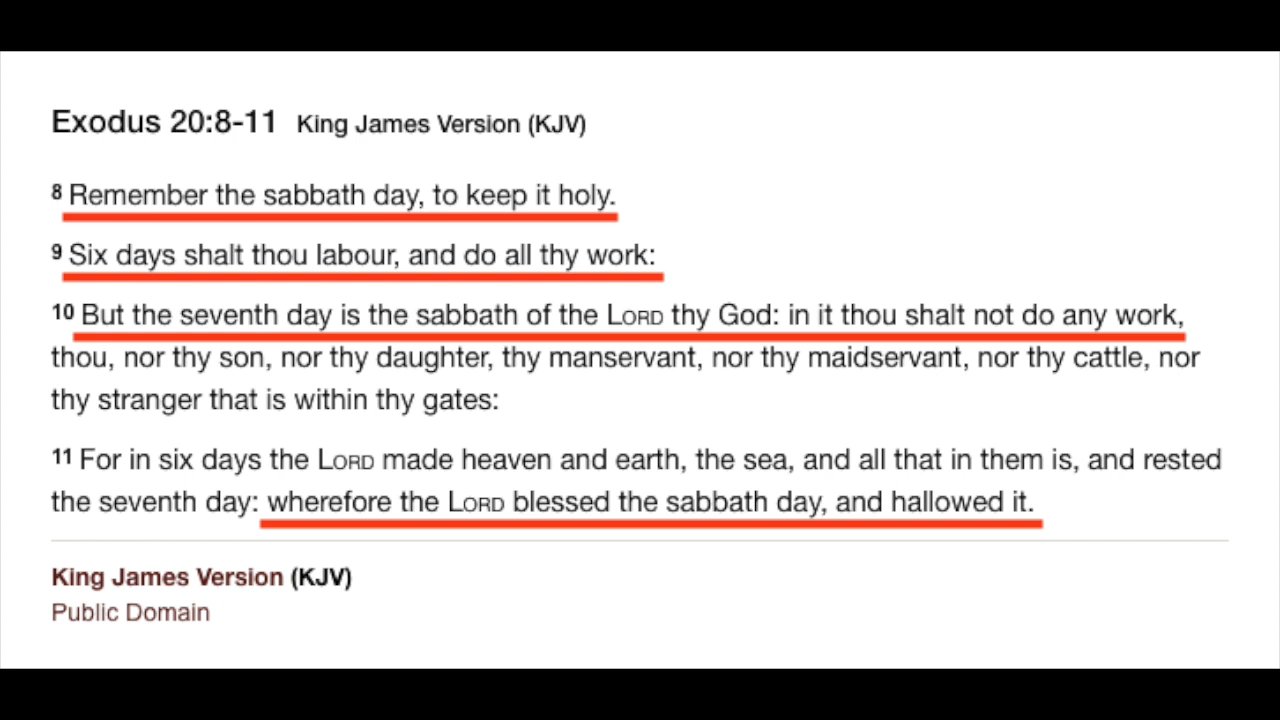 Exodus 20:8-11 King James Version (KJV)
8 Remember the sabbath day, to keep it holy.
9 Six days shalt thou labour, and do all thy work:
10 But the seventh day is the sabbath of the LORD thy God: in it thou shalt not do any work,
thou, nor thy son, nor thy daughter, thy manservant, nor thy maidservant, nor thy cattle, nor
thy stranger that is within thy gates:
11 For in six days the LORD made heaven and earth, the sea, and all that in them is, and rested
the seventh day: wherefore the LORD blessed the sabbath day, and hallowed it.
King James Version (KJV)
Public Domain